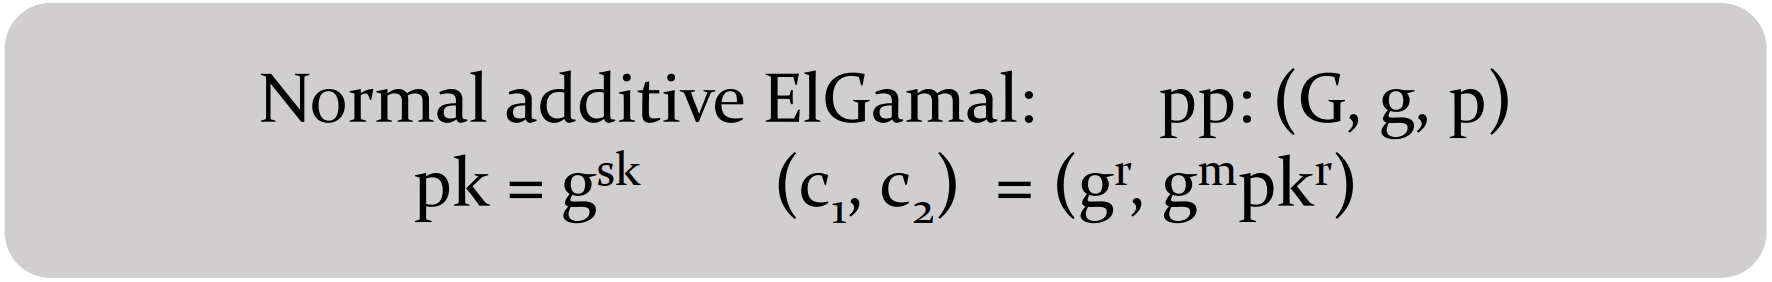 Normal additive ElGamal: pp: (G, g, p)
pk = g^sk (c₁, c₂) = (g^r, g^m pk^r)